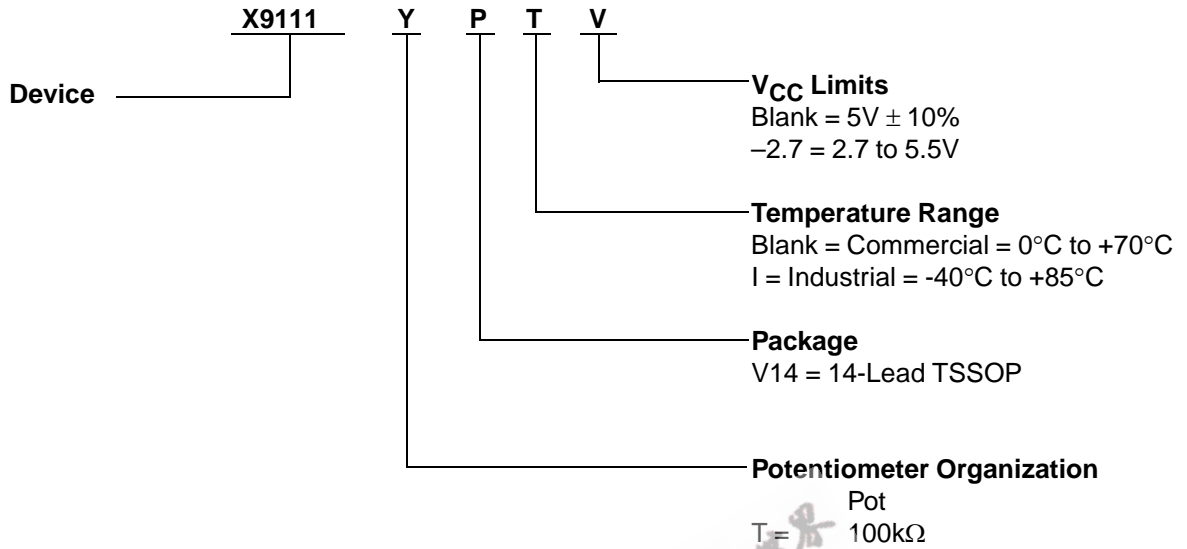 X9111 Y P T V
Device
VCC Limits
Blank = 5V ± 10%
–2.7 = 2.7 to 5.5V
Temperature Range
Blank = Commercial = 0°C to +70°C
I = Industrial = -40°C to +85°C
Package
V14 = 14-Lead TSSOP
Potentiometer Organization
Pot
T = 100kΩ